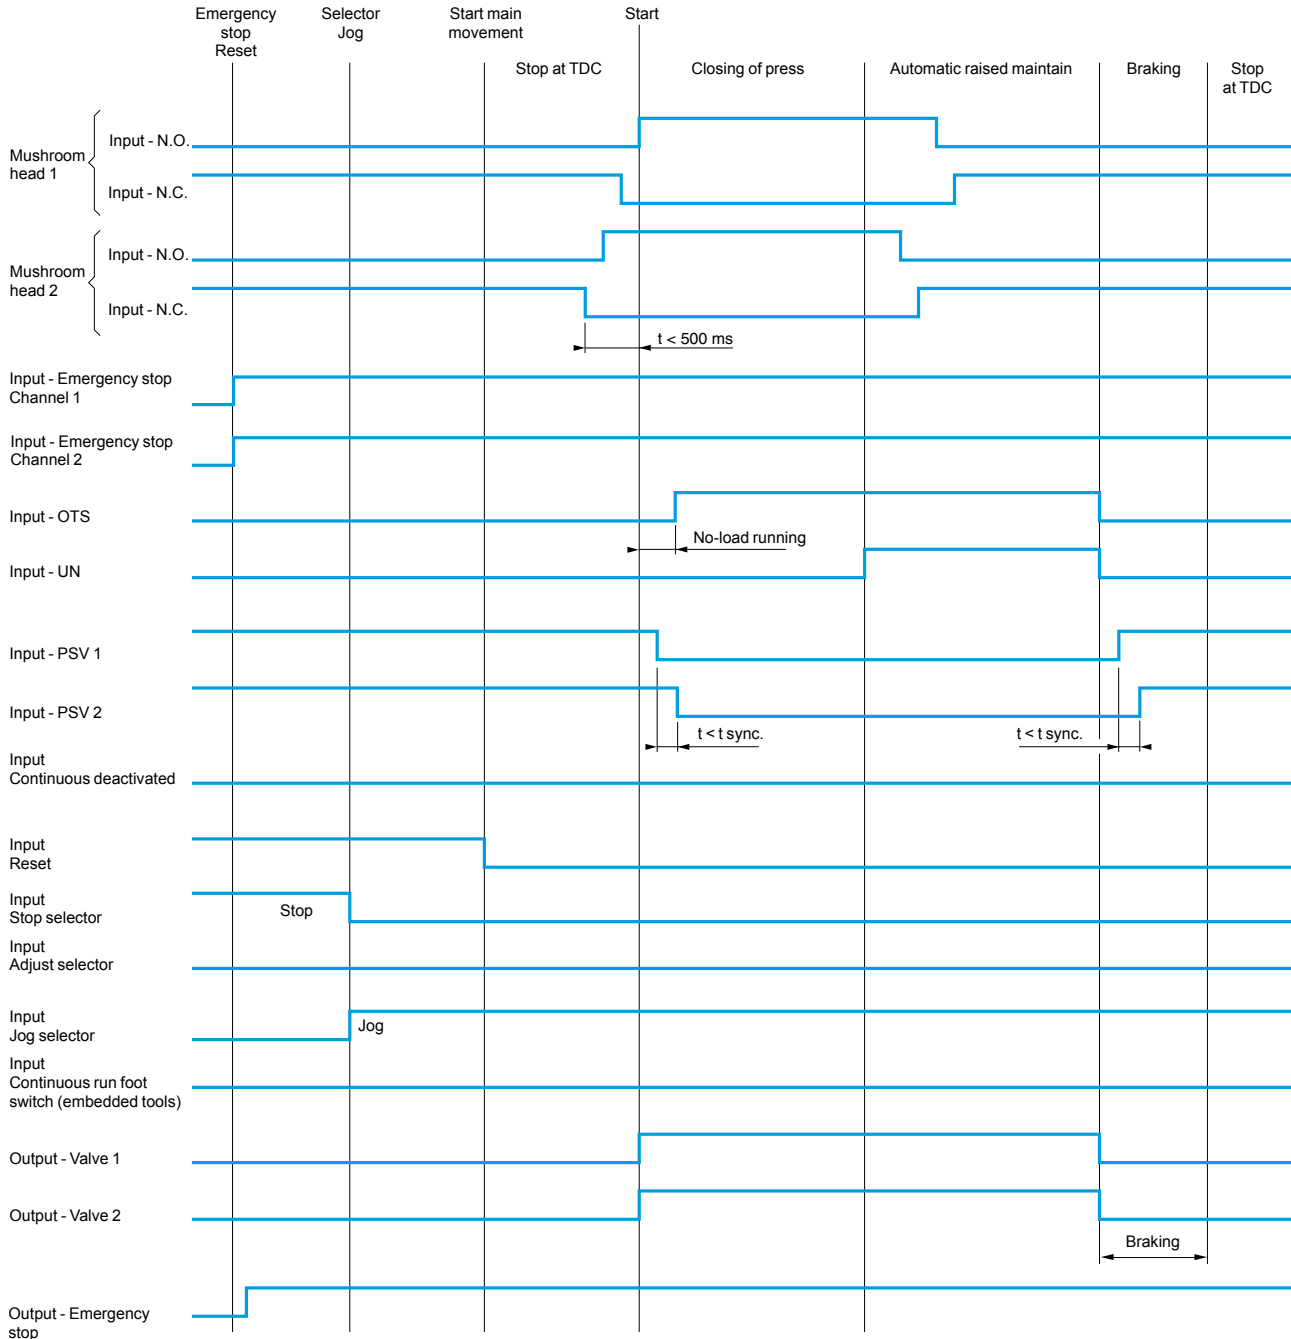 Emergency
stop
Reset
Selector
Jog
Start main
movement
Start
Stop at TDC
Closing of press
Automatic raised maintain
Braking
Stop
at TDC
Mushroom
head 1
Input - N.O.
Input - N.C.
Mushroom
head 2
Input - N.O.
Input - N.C.
t < 500 ms
Input - Emergency stop
Channel 1
Input - Emergency stop
Channel 2
Input - OTS
No-load running
Input - UN
Input - PSV 1
Input - PSV 2
t < t sync.
t < t sync.
Input
Continuous deactivated
Input
Reset
Input
Stop selector
Stop
Input
Adjust selector
Input
Jog selector
Jog
Input
Continuous run foot
switch (embedded tools)
Output - Valve 1
Output - Valve 2
Braking
Output - Emergency
stop